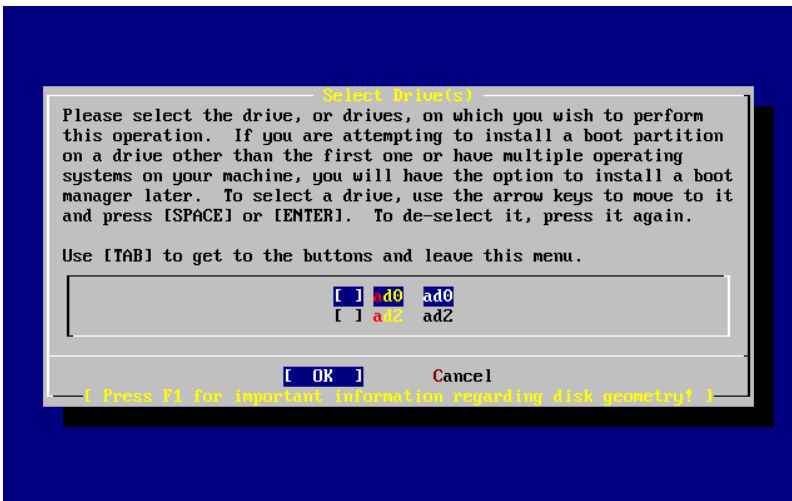 Select Drive(s)
Please select the drive, or drives, on which you wish to perform
this operation.  If you are attempting to install a boot partition
on a drive other than the first one or have multiple operating
systems on your machine, you will have the option to install a boot
manager later.  To select a drive, use the arrow keys to move to it
and press [SPACE] or [ENTER].  To de-select it, press it again.
Use [TAB] to get to the buttons and leave this menu.
[ ] ad0  ad0
[ ] ad2  ad2
[  OK  ]  Cancel
[ Press F1 for important information regarding disk geometry! ]